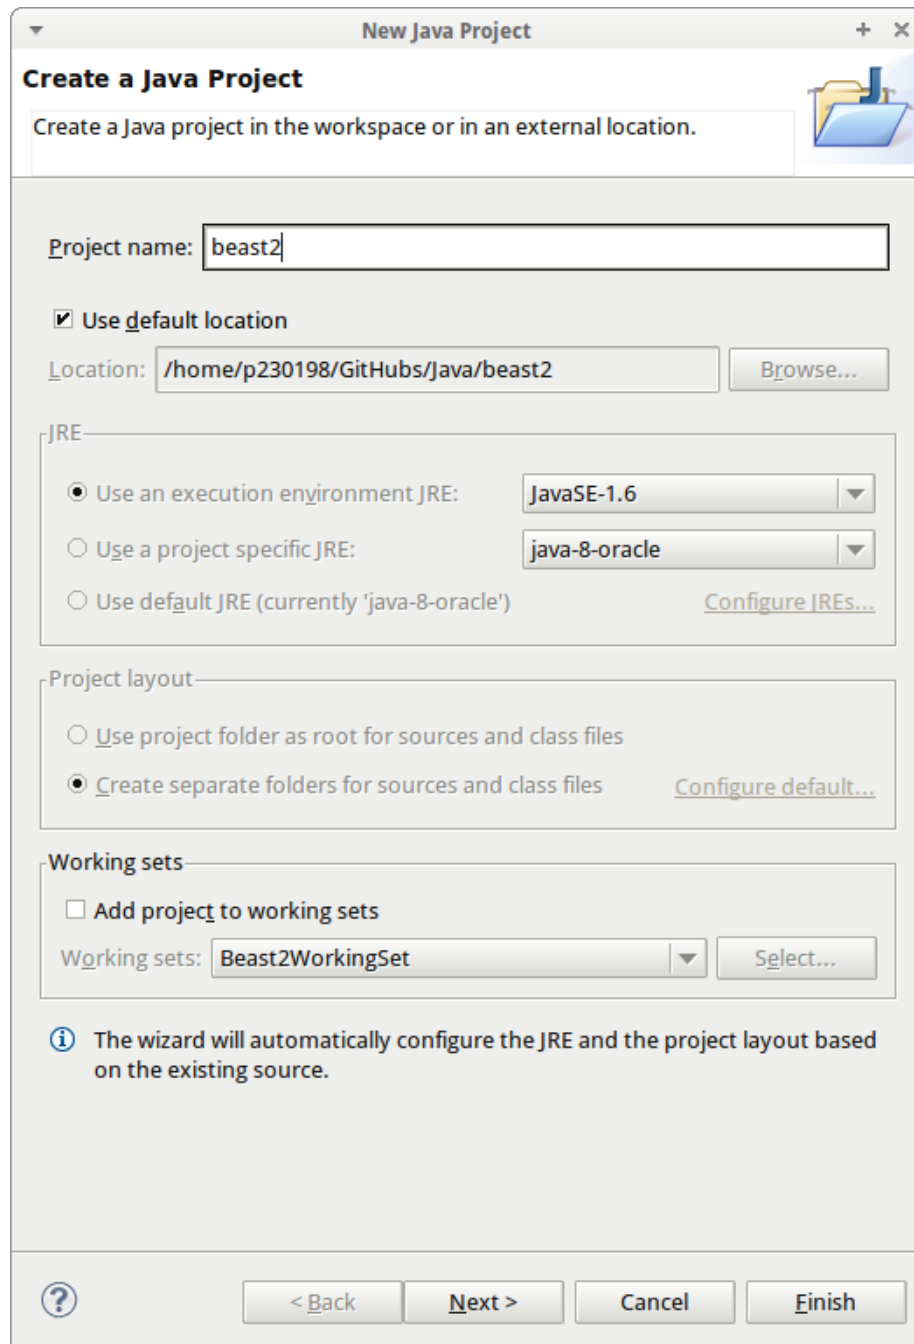 New Java Project
Create a Java Project
Create a Java project in the workspace or in an external location.
Project name: beast2
Use default location
Location: /home/p230198/GitHubs/Java/beast2 Browse...
JRE
Use an execution environment JRE: JavaSE-1.6
Use a project specific JRE: java-8-oracle
Use default JRE (currently 'java-8-oracle') Configure JREs...
Project layout
Use project folder as root for sources and class files
Create separate folders for sources and class files Configure default...
Working sets
Add project to working sets
Working sets: Beast2WorkingSet Select...
The wizard will automatically configure the JRE and the project layout based
on the existing source.
< Back Next > Cancel Finish